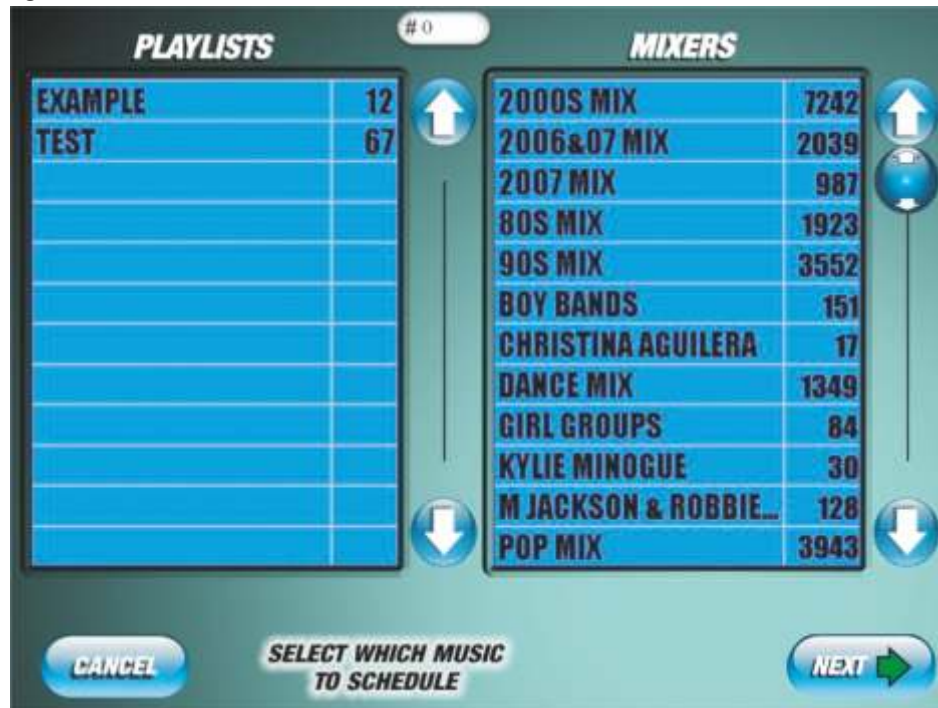 # 0
PLAYLISTS
MIXERS
EXAMPLE 12
TEST 67
2000S MIX 7242
2006&07 MIX 2039
2007 MIX 987
80S MIX 1923
90S MIX 3552
BOY BANDS 151
CHRISTINA AGUILERA 17
DANCE MIX 1349
GIRL GROUPS 84
KYLIE MINOGUE 30
M JACKSON & ROBBIE... 128
POP MIX 3943
CANCEL
SELECT WHICH MUSIC
TO SCHEDULE
NEXT